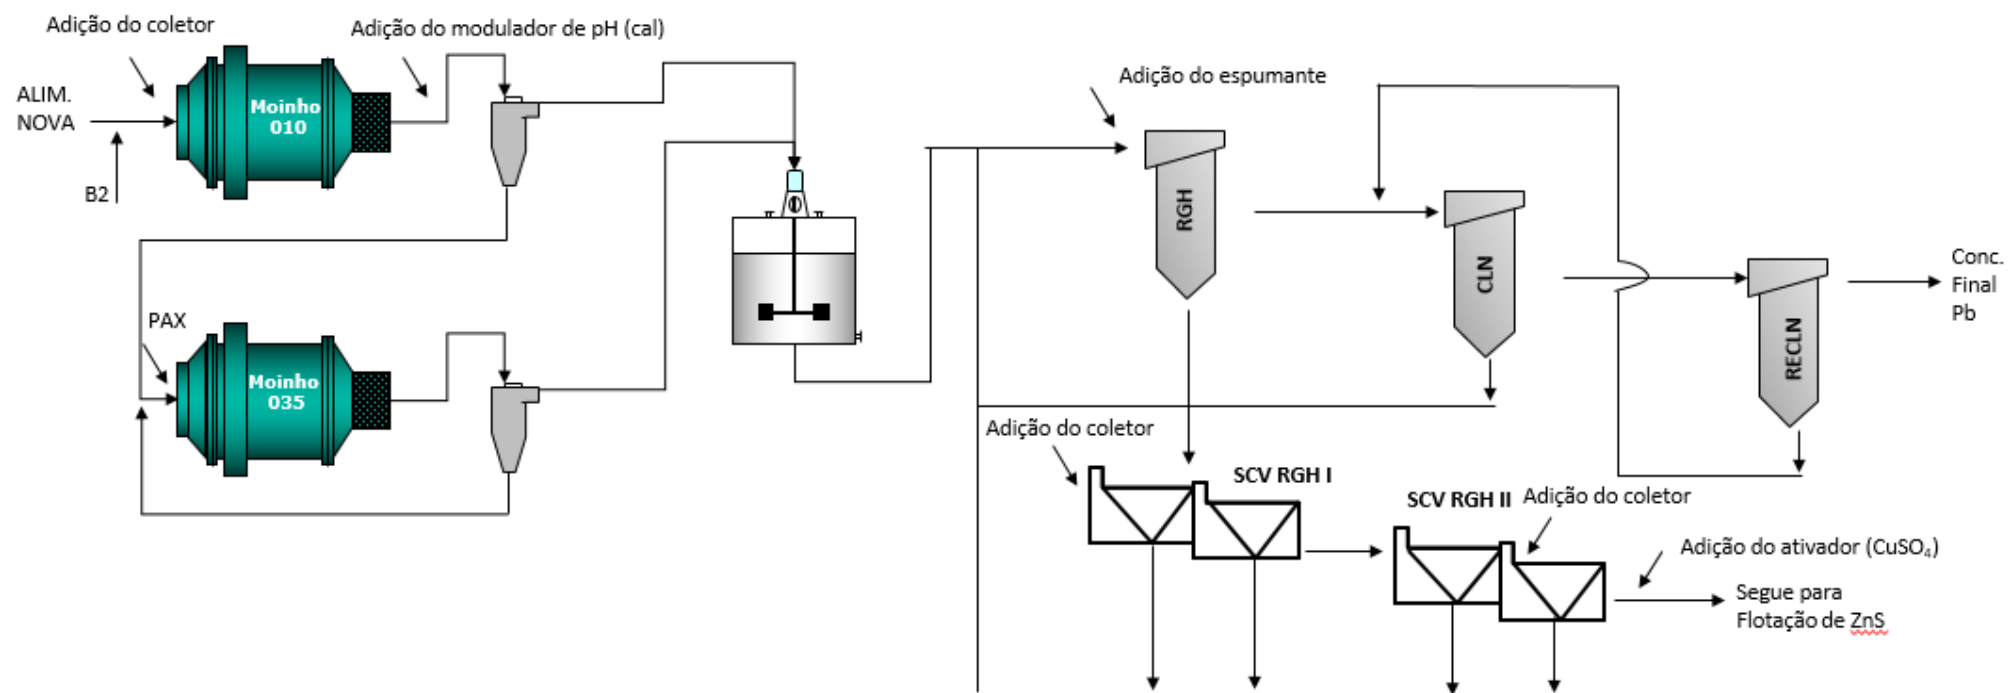 Adição do coletor
Adição do modulador de pH (cal)
ALIM.
NOVA
Moinho
010
B2
PAX
Moinho
035
Adição do espumante
RGH
CLN
RECLN
Conc.
Final
Pb
Adição do coletor
SCV RGH I
SCV RGH II
Adição do coletor
Adição do ativador (CuSO₄)
Segue para
Flotação de ZnS